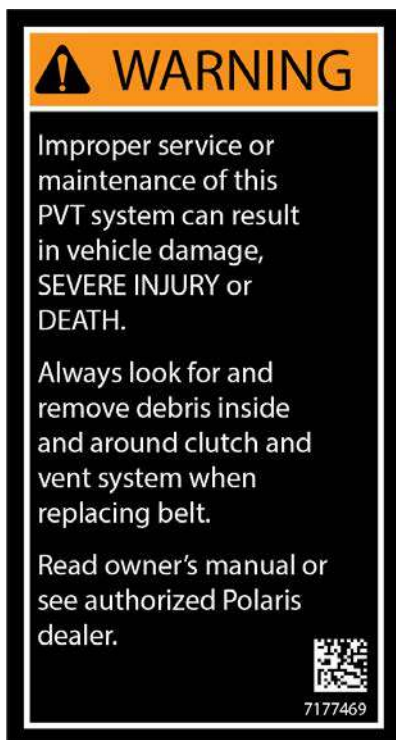 WARNING
Improper service or
maintenance of this
PVT system can result
in vehicle damage,
SEVERE INJURY or
DEATH.
Always look for and
remove debris inside
and around clutch and
vent system when
replacing belt.
Read owner's manual or
see authorized Polaris
dealer.
7177469